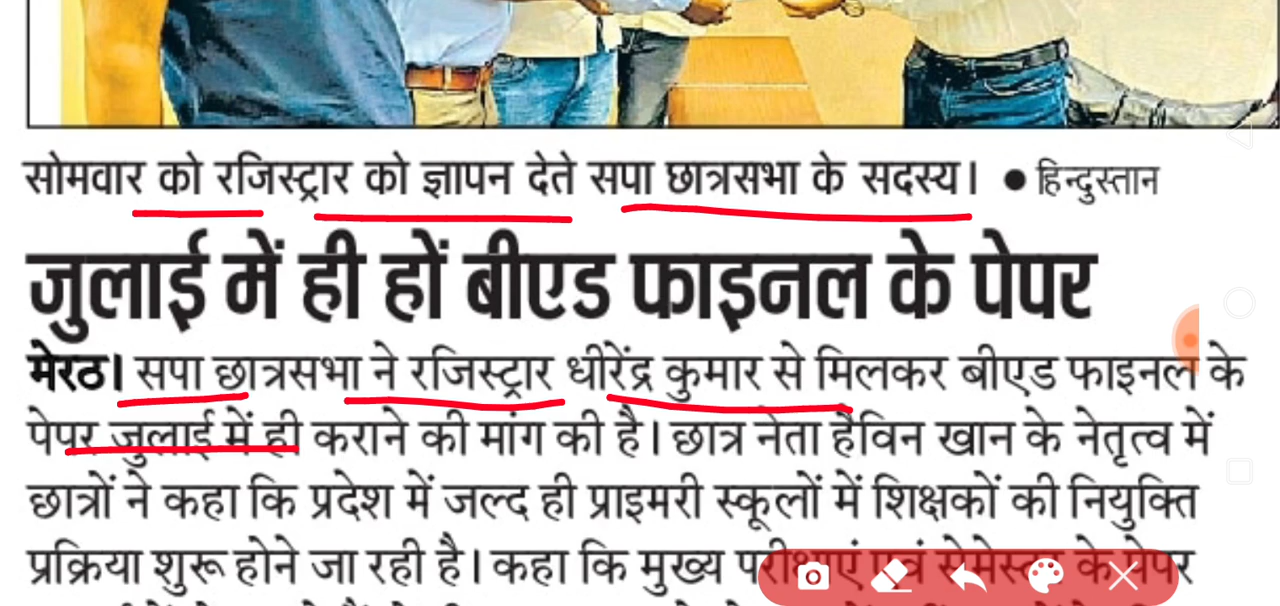 सोमवार को रजिस्ट्रार को ज्ञापन देते सपा छात्रसभा के सदस्य। ● हिन्दुस्तान
जुलाई में ही हों बीएड फाइनल के पेपर
मेरठ। सपा छात्रसभा ने रजिस्ट्रार धीरेंद्र कुमार से मिलकर बीएड फाइनल के
पेपर जुलाई में ही कराने की मांग की है। छात्र नेता हैविन खान के नेतृत्व में
छात्रों ने कहा कि प्रदेश में जल्द ही प्राइमरी स्कूलों में शिक्षकों की नियुक्ति
प्रक्रिया शुरू होने जा रही है। कहा कि मुख्य परीक्षाएं एवं सेमेस्टर के पेपर